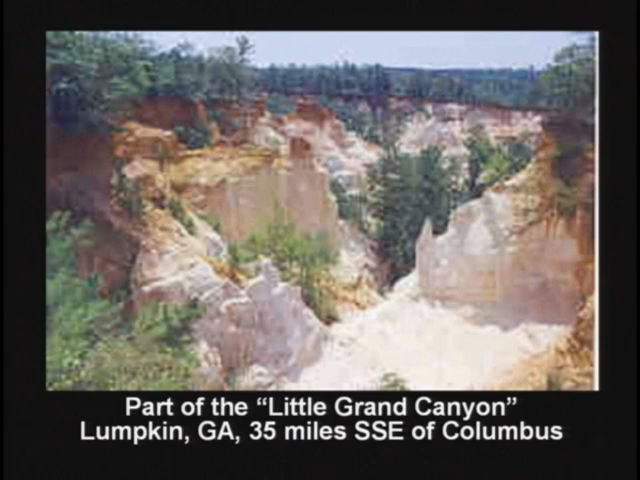 Part of the “Little Grand Canyon”
Lumpkin, GA, 35 miles SSE of Columbus